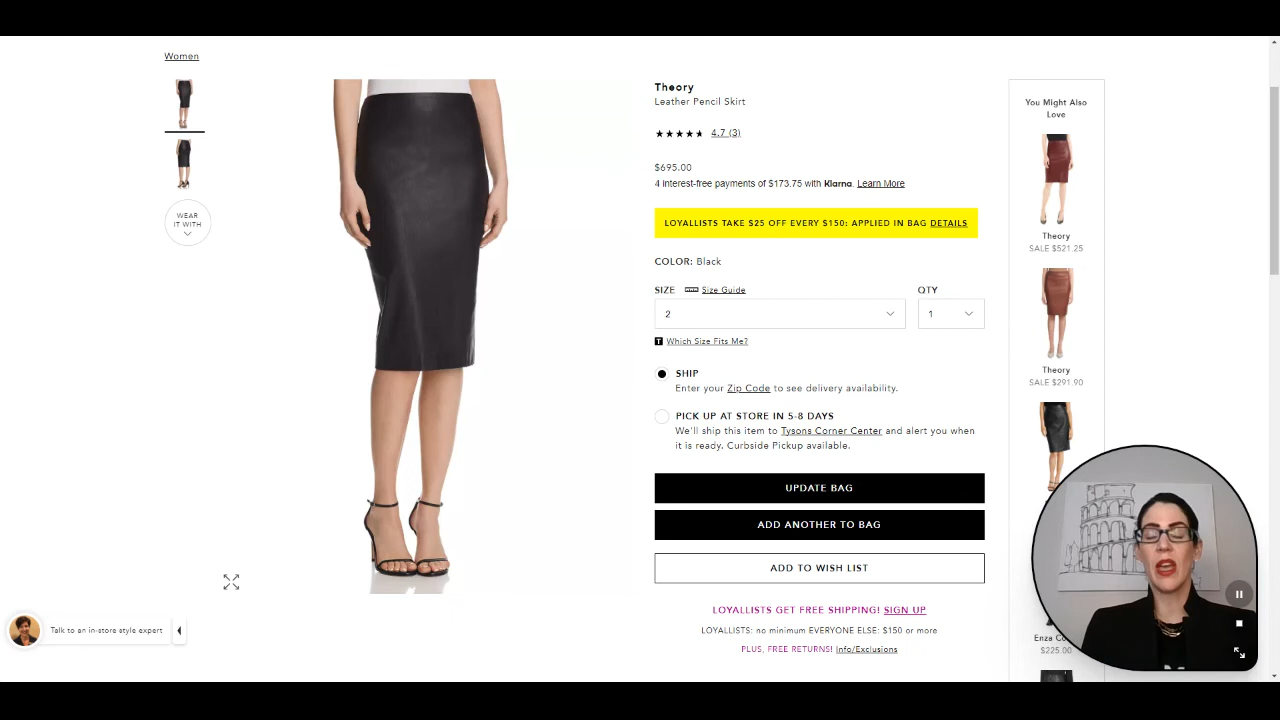 Women
WEAR
IT WITH
Theory
Leather Pencil Skirt
4.7 (3)
$695.00
4 interest-free payments of $173.75 with Klarna. Learn More
LOYALLISTS TAKE $25 OFF EVERY $150: APPLIED IN BAG DETAILS
COLOR: Black
SIZE Size Guide QTY
2 1
T Which Size Fits Me?
SHIP
Enter your Zip Code to see delivery availability.
PICK UP AT STORE IN 5-8 DAYS
We'll ship this item to Tysons Corner Center and alert you when
it is ready. Curbside Pickup available.
UPDATE BAG
ADD ANOTHER TO BAG
ADD TO WISH LIST
LOYALLISTS GET FREE SHIPPING! SIGN UP
LOYALLISTS: no minimum EVERYONE ELSE: $150 or more
PLUS, FREE RETURNS! Info/Exclusions
You Might Also
Love
Theory
SALE $521.25
Theory
SALE $291.90
Enza
$225.00
Talk to an in-store style expert